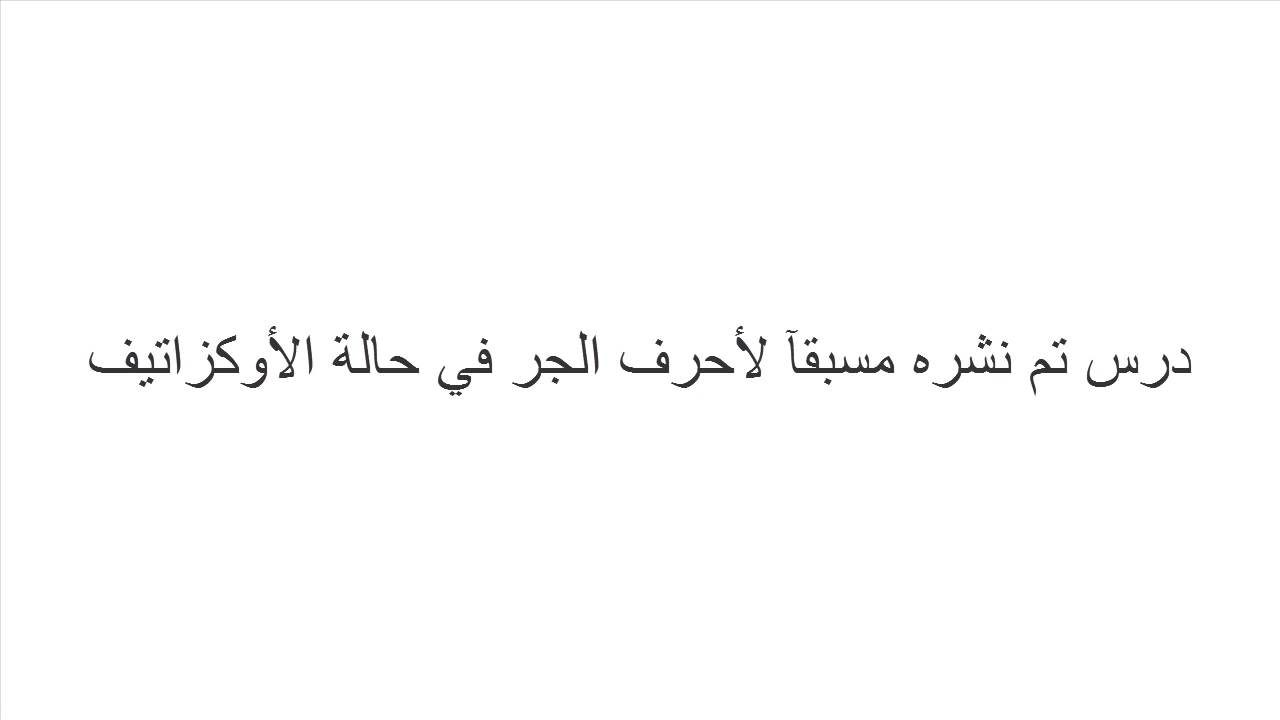 درس تم نشره مسبقآ لأحرف الجر في حالة الأوكزاتيف